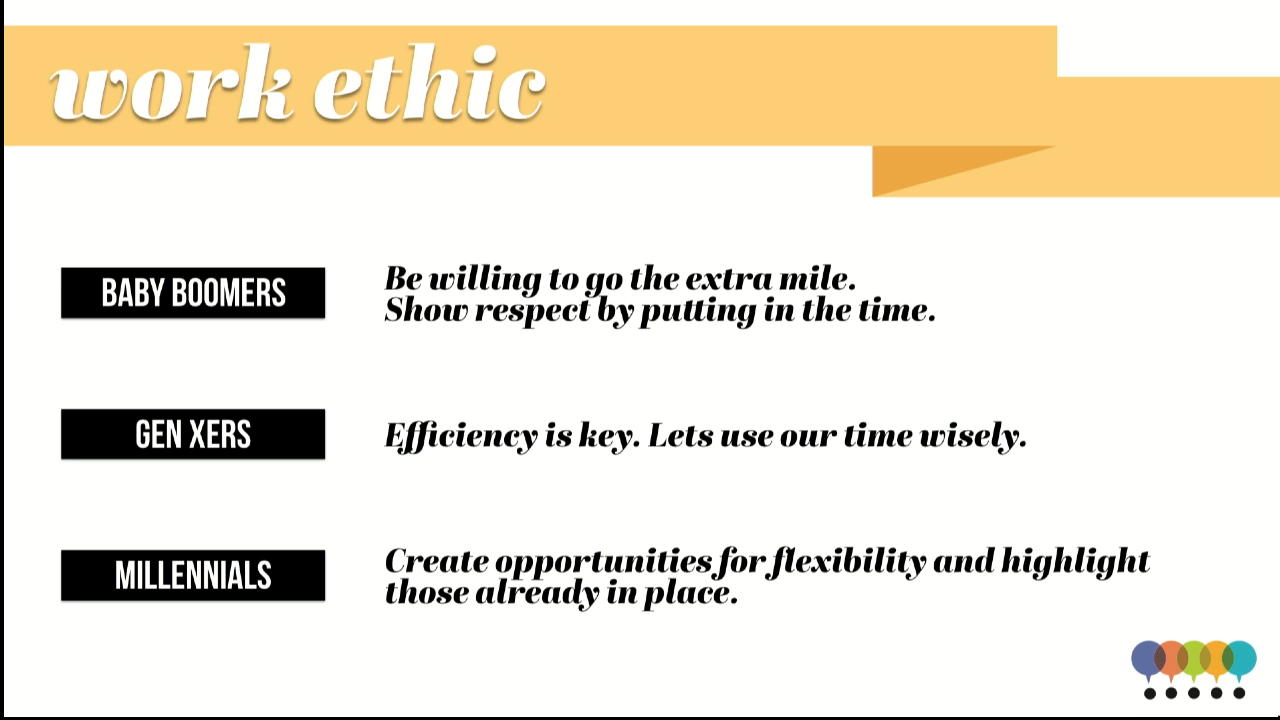 work ethic
BABY BOOMERS
Be willing to go the extra mile.
Show respect by putting in the time.
GEN XERS
Efficiency is key. Lets use our time wisely.
MILLENNIALS
Create opportunities for flexibility and highlight
those already in place.